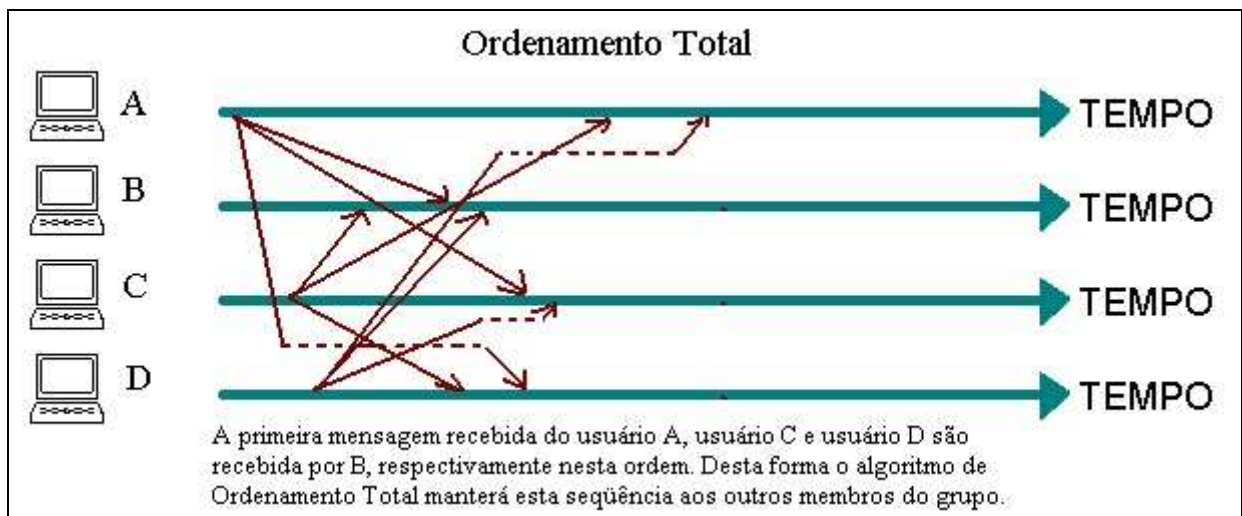 Ordenamento Total
A
TEMPO
B
TEMPO
C
TEMPO
D
TEMPO
A primeira mensagem recebida do usuário A, usuário C e usuário D são
recebida por B, respectivamente nesta ordem. Desta forma o algoritmo de
Ordenamento Total manterá esta seqüência aos outros membros do grupo.